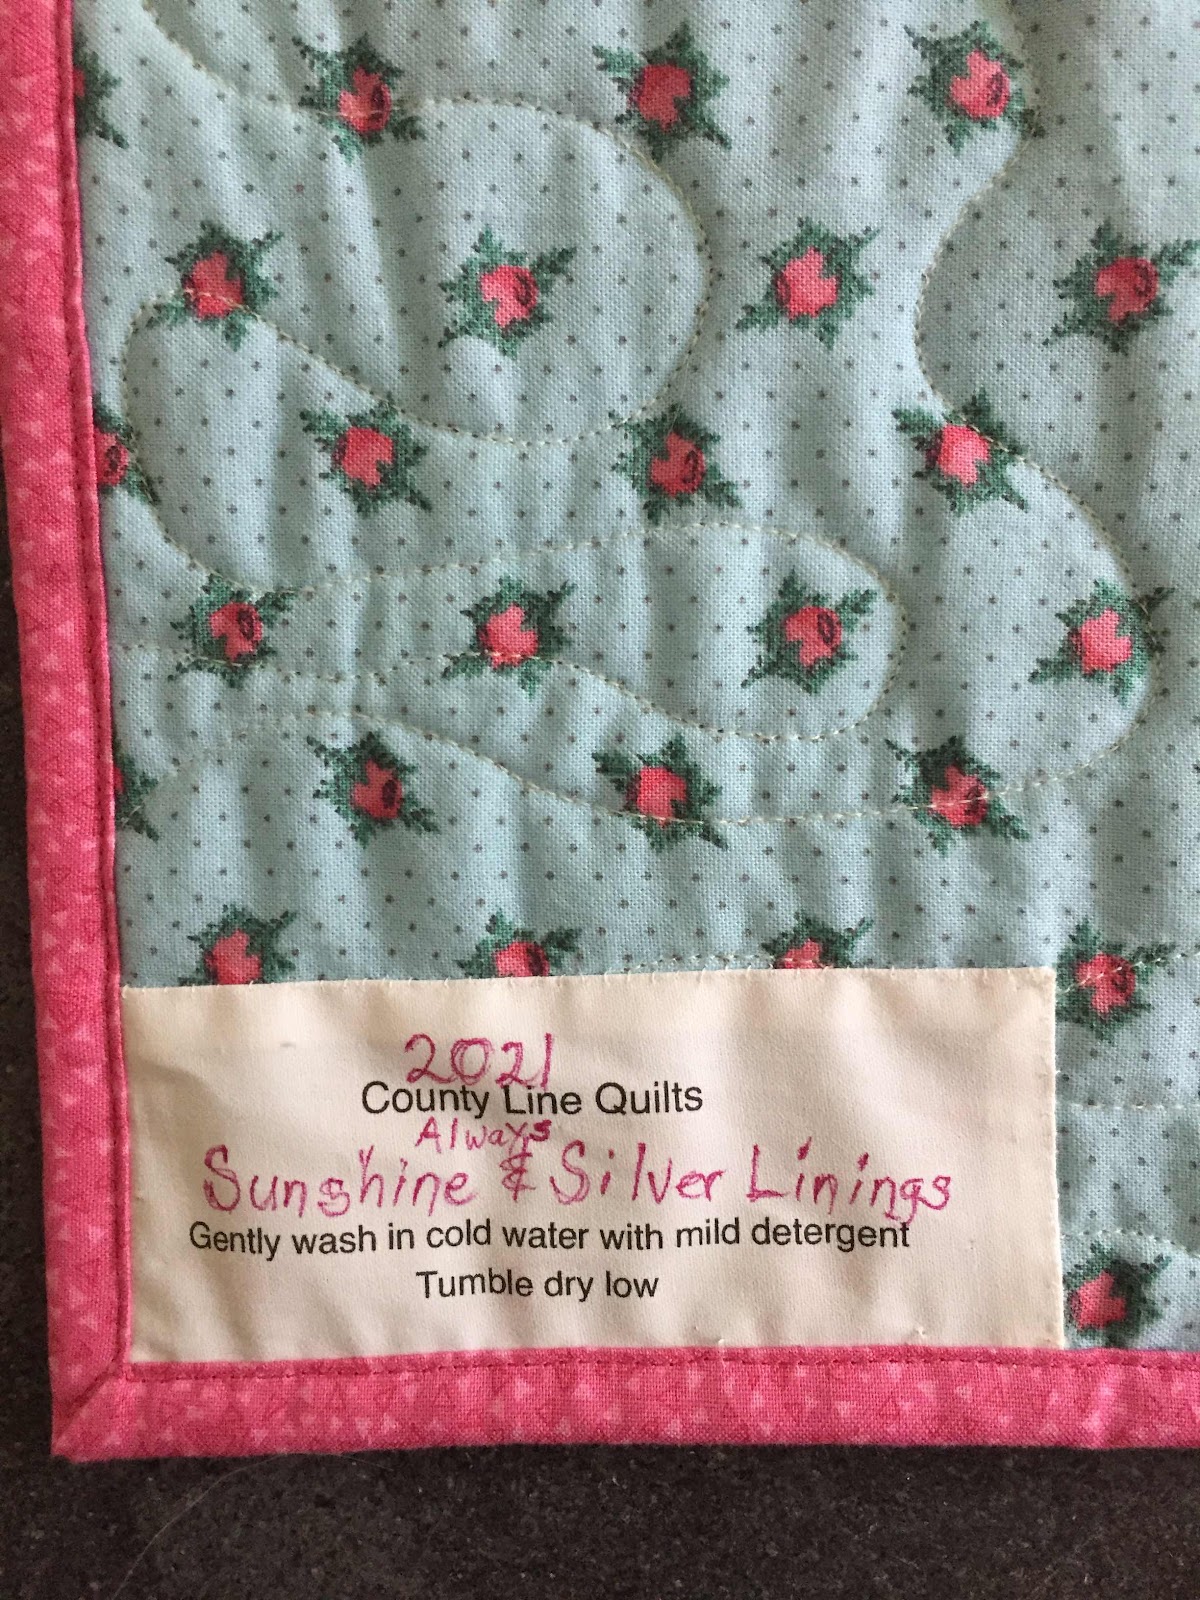 2021
County Line Quilts
Always
Sunshine & Silver Linings
Gently wash in cold water with mild detergent
Tumble dry low